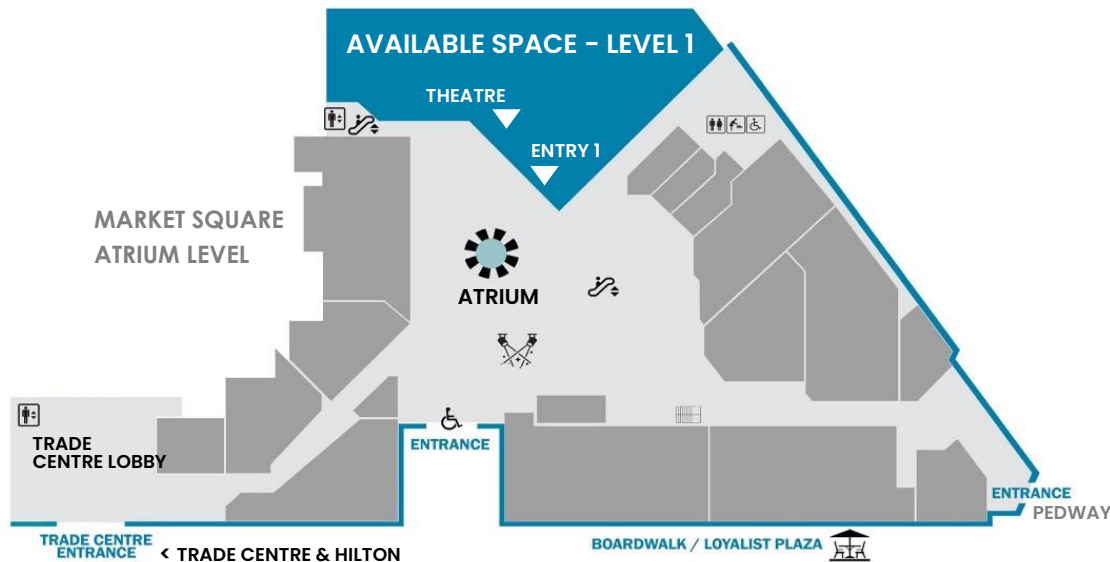 AVAILABLE SPACE - LEVEL 1
THEATRE
ENTRY 1
MARKET SQUARE
ATRIUM LEVEL
ATRIUM
TRADE
CENTRE LOBBY
ENTRANCE
ENTRANCE
PEDWAY
TRADE CENTRE
ENTRANCE
< TRADE CENTRE & HILTON
BOARDWALK / LOYALIST PLAZA